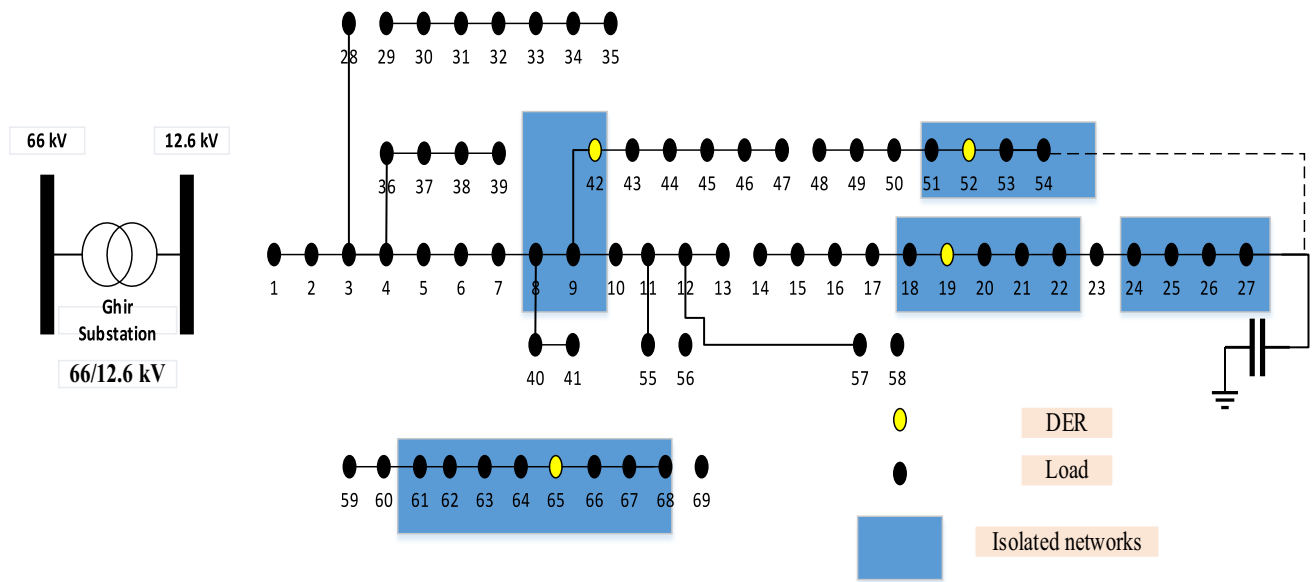 28 29 30 31 32 33 34 35
66 kV
12.6 kV
36 37 38 39
42 43 44 45 46 47 48 49 50 51 52 53 54
1 2 3 4 5 6 7 8 9 10 11 12 13 14 15 16 17 18 19 20 21 22 23 24 25 26 27
Ghir
Substation
66/12.6 kV
40 41 55 56 57 58
DER
Load
59 60 61 62 63 64 65 66 67 68 69
Isolated networks